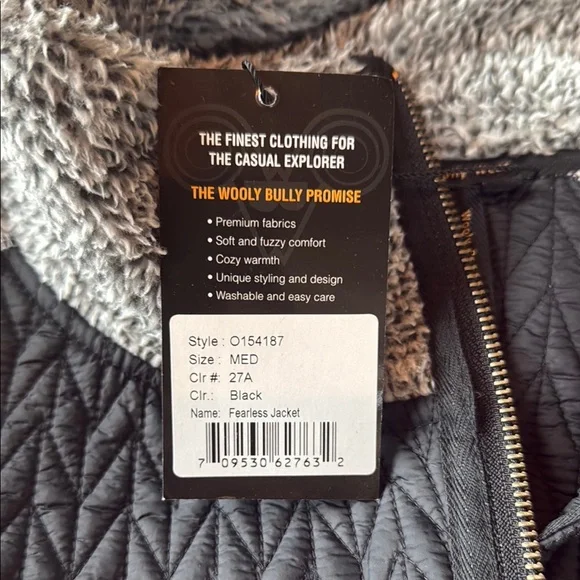 THE FINEST CLOTHING FOR
THE CASUAL EXPLORER
THE WOOLY BULLY PROMISE
• Premium fabrics
• Soft and fuzzy comfort
• Cozy warmth
• Unique styling and design
• Washable and easy care
Style : O154187
Size : MED
Clr #: 27A
Clr.: Black
Name: Fearless Jacket
7 09530 62763 2